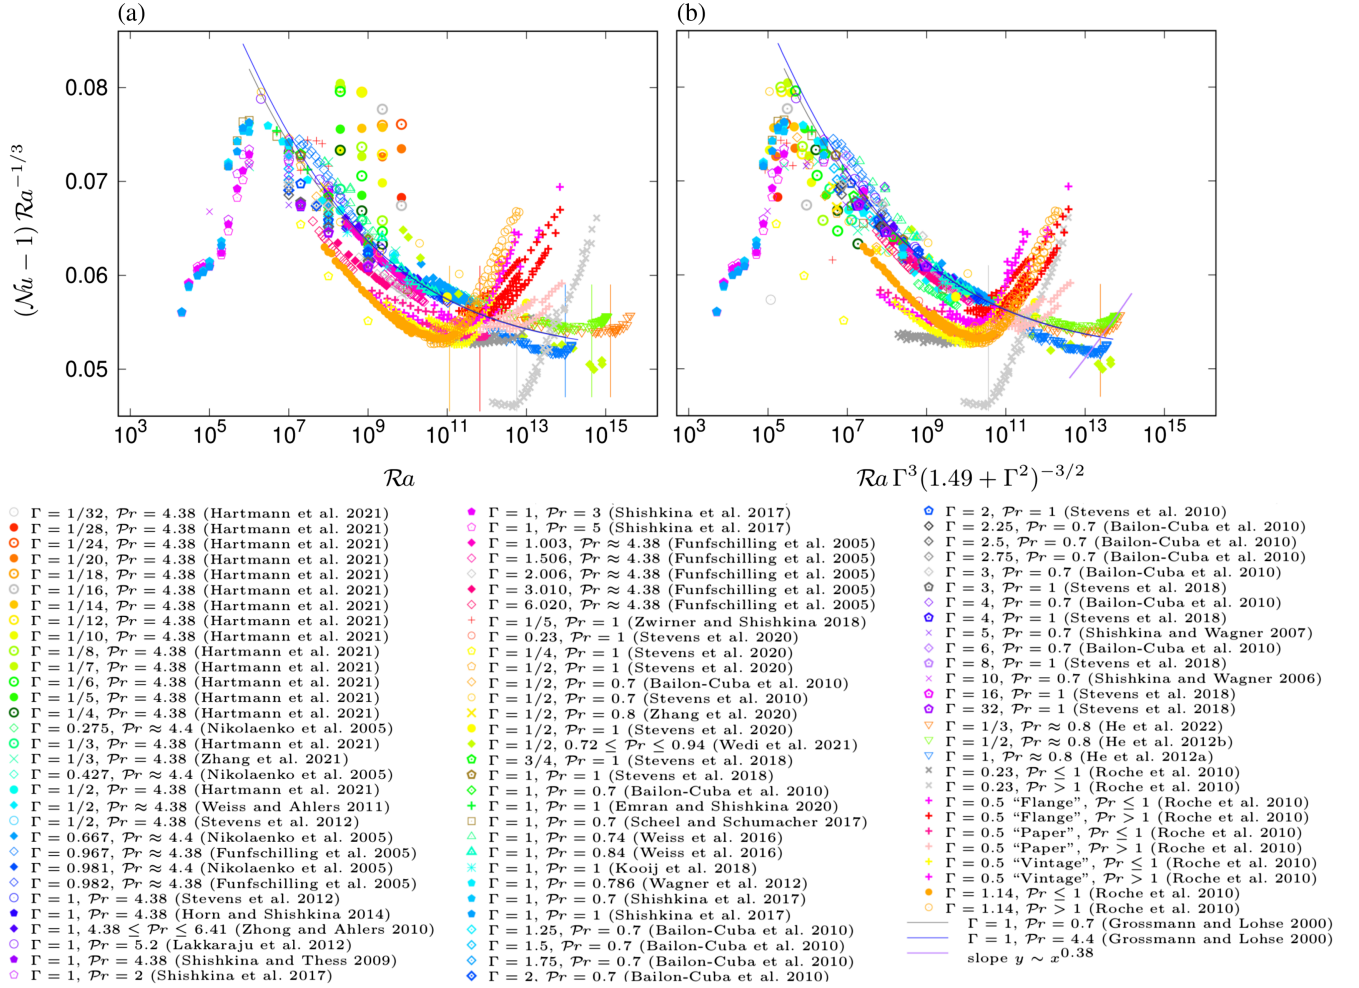 (a)
(b)
(Nu − 1) Ra^−1/3
0.08
0.07
0.06
0.05
10^3 10^5 10^7 10^9 10^11 10^13 10^15
10^3 10^5 10^7 10^9 10^11 10^13 10^15
Ra
Ra Γ^3(1.49 + Γ^2)^−3/2
Γ = 1/32, Pr = 4.38 (Hartmann et al. 2021)
Γ = 1/28, Pr = 4.38 (Hartmann et al. 2021)
Γ = 1/24, Pr = 4.38 (Hartmann et al. 2021)
Γ = 1/20, Pr = 4.38 (Hartmann et al. 2021)
Γ = 1/18, Pr = 4.38 (Hartmann et al. 2021)
Γ = 1/16, Pr = 4.38 (Hartmann et al. 2021)
Γ = 1/14, Pr = 4.38 (Hartmann et al. 2021)
Γ = 1/12, Pr = 4.38 (Hartmann et al. 2021)
Γ = 1/10, Pr = 4.38 (Hartmann et al. 2021)
Γ = 1/8, Pr = 4.38 (Hartmann et al. 2021)
Γ = 1/7, Pr = 4.38 (Hartmann et al. 2021)
Γ = 1/6, Pr = 4.38 (Hartmann et al. 2021)
Γ = 1/5, Pr = 4.38 (Hartmann et al. 2021)
Γ = 1/4, Pr = 4.38 (Hartmann et al. 2021)
Γ = 0.275, Pr ≈ 4.4 (Nikolaenko et al. 2005)
Γ = 1/3, Pr = 4.38 (Hartmann et al. 2021)
Γ = 1/3, Pr = 4.38 (Zhang et al. 2021)
Γ = 0.427, Pr ≈ 4.4 (Nikolaenko et al. 2005)
Γ = 1/2, Pr = 4.38 (Hartmann et al. 2021)
Γ = 1/2, Pr ≈ 4.38 (Weiss and Ahlers 2011)
Γ = 1/2, Pr = 4.38 (Stevens et al. 2012)
Γ = 0.667, Pr ≈ 4.4 (Nikolaenko et al. 2005)
Γ = 0.967, Pr ≈ 4.38 (Funfschilling et al. 2005)
Γ = 0.981, Pr ≈ 4.4 (Nikolaenko et al. 2005)
Γ = 0.982, Pr ≈ 4.38 (Funfschilling et al. 2005)
Γ = 1, Pr = 4.38 (Stevens et al. 2012)
Γ = 1, Pr = 4.38 (Horn and Shishkina 2014)
Γ = 1, 4.38 ≤ Pr ≤ 6.41 (Zhong and Ahlers 2010)
Γ = 1, Pr = 5.2 (Lakkaraju et al. 2012)
Γ = 1, Pr = 4.38 (Shishkina and Thess 2009)
Γ = 1, Pr = 2 (Shishkina et al. 2017)
Γ = 1, Pr = 3 (Shishkina et al. 2017)
Γ = 1, Pr = 5 (Shishkina et al. 2017)
Γ = 1.003, Pr ≈ 4.38 (Funfschilling et al. 2005)
Γ = 1.506, Pr ≈ 4.38 (Funfschilling et al. 2005)
Γ = 2.006, Pr ≈ 4.38 (Funfschilling et al. 2005)
Γ = 3.010, Pr ≈ 4.38 (Funfschilling et al. 2005)
Γ = 6.020, Pr ≈ 4.38 (Funfschilling et al. 2005)
Γ = 1/5, Pr = 1 (Zwirner and Shishkina 2018)
Γ = 0.23, Pr = 1 (Stevens et al. 2020)
Γ = 1/4, Pr = 1 (Stevens et al. 2020)
Γ = 1/2, Pr = 1 (Stevens et al. 2020)
Γ = 1/2, Pr = 0.7 (Bailon-Cuba et al. 2010)
Γ = 1/2, Pr = 0.7 (Stevens et al. 2010)
Γ = 1/2, Pr = 0.8 (Zhang et al. 2020)
Γ = 1/2, Pr = 1 (Stevens et al. 2020)
Γ = 1/2, 0.72 ≤ Pr ≤ 0.94 (Wedi et al. 2021)
Γ = 3/4, Pr = 1 (Stevens et al. 2018)
Γ = 1, Pr = 1 (Stevens et al. 2018)
Γ = 1, Pr = 0.7 (Bailon-Cuba et al. 2010)
Γ = 1, Pr = 1 (Emran and Shishkina 2020)
Γ = 1, Pr = 0.7 (Scheel and Schumacher 2017)
Γ = 1, Pr = 0.74 (Weiss et al. 2016)
Γ = 1, Pr = 0.84 (Weiss et al. 2016)
Γ = 1, Pr = 1 (Kooij et al. 2018)
Γ = 1, Pr = 0.786 (Wagner et al. 2012)
Γ = 1, Pr = 0.7 (Shishkina et al. 2017)
Γ = 1, Pr = 1 (Shishkina et al. 2017)
Γ = 1.25, Pr = 0.7 (Bailon-Cuba et al. 2010)
Γ = 1.5, Pr = 0.7 (Bailon-Cuba et al. 2010)
Γ = 1.75, Pr = 0.7 (Bailon-Cuba et al. 2010)
Γ = 2, Pr = 0.7 (Bailon-Cuba et al. 2010)
Γ = 2, Pr = 1 (Stevens et al. 2010)
Γ = 2.25, Pr = 0.7 (Bailon-Cuba et al. 2010)
Γ = 2.5, Pr = 0.7 (Bailon-Cuba et al. 2010)
Γ = 2.75, Pr = 0.7 (Bailon-Cuba et al. 2010)
Γ = 3, Pr = 0.7 (Bailon-Cuba et al. 2010)
Γ = 3, Pr = 1 (Stevens et al. 2018)
Γ = 4, Pr = 0.7 (Bailon-Cuba et al. 2010)
Γ = 4, Pr = 1 (Stevens et al. 2018)
Γ = 5, Pr = 0.7 (Shishkina and Wagner 2007)
Γ = 6, Pr = 0.7 (Bailon-Cuba et al. 2010)
Γ = 8, Pr = 1 (Stevens et al. 2018)
Γ = 10, Pr = 0.7 (Shishkina and Wagner 2006)
Γ = 16, Pr = 1 (Stevens et al. 2018)
Γ = 32, Pr = 1 (Stevens et al. 2018)
Γ = 1/3, Pr ≈ 0.8 (He et al. 2022)
Γ = 1/2, Pr ≈ 0.8 (He et al. 2012b)
Γ = 1, Pr ≈ 0.8 (He et al. 2012a)
Γ = 0.23, Pr ≤ 1 (Roche et al. 2010)
Γ = 0.23, Pr > 1 (Roche et al. 2010)
Γ = 0.5 “Flange”, Pr ≤ 1 (Roche et al. 2010)
Γ = 0.5 “Flange”, Pr > 1 (Roche et al. 2010)
Γ = 0.5 “Paper”, Pr ≤ 1 (Roche et al. 2010)
Γ = 0.5 “Paper”, Pr > 1 (Roche et al. 2010)
Γ = 0.5 “Vintage”, Pr ≤ 1 (Roche et al. 2010)
Γ = 0.5 “Vintage”, Pr > 1 (Roche et al. 2010)
Γ = 1.14, Pr ≤ 1 (Roche et al. 2010)
Γ = 1.14, Pr > 1 (Roche et al. 2010)
Γ = 1, Pr = 0.7 (Grossmann and Lohse 2000)
Γ = 1, Pr = 4.4 (Grossmann and Lohse 2000)
slope y ~ x^0.38